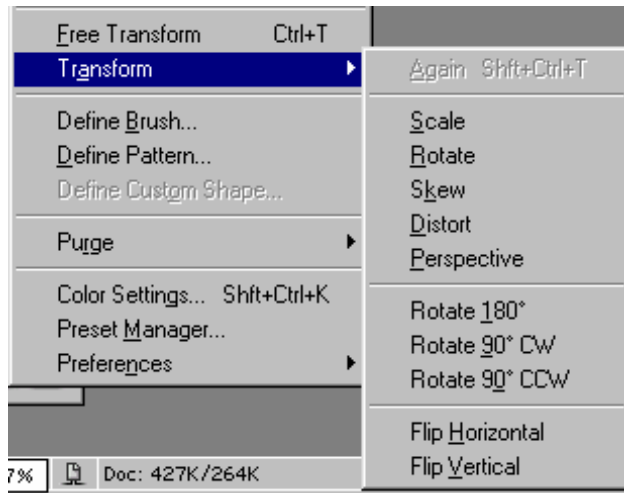 Free Transform Ctrl+T
Transform
Define Brush...
Define Pattern...
Define Custom Shape...
Purge
Color Settings... Shft+Ctrl+K
Preset Manager...
Preferences
Again Shft+Ctrl+T
Scale
Rotate
Skew
Distort
Perspective
Rotate 180°
Rotate 90° CW
Rotate 90° CCW
Flip Horizontal
Flip Vertical
7% Doc: 427K/264K